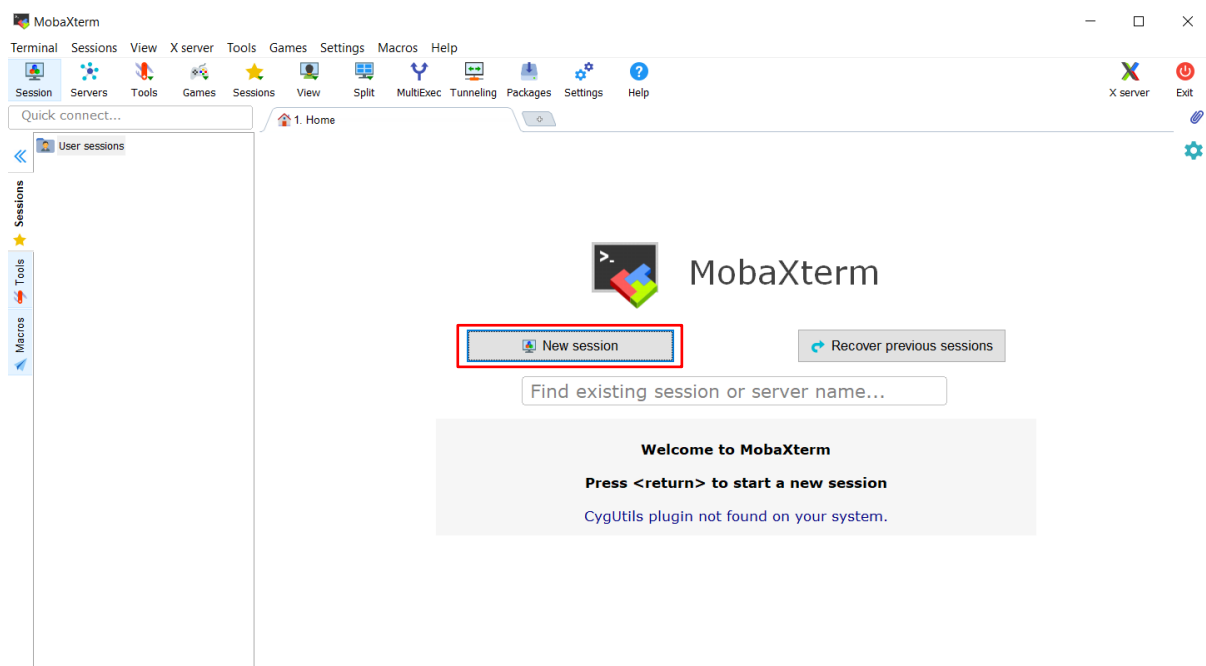 MobaXterm
Terminal Sessions View X server Tools Games Settings Macros Help
Session Servers Tools Games Sessions View Split MultiExec Tunneling Packages Settings Help X server Exit
Quick connect...
1. Home
User sessions
Sessions
Tools
Macros
>_
MobaXterm
New session
Recover previous sessions
Find existing session or server name...
Welcome to MobaXterm
Press <return> to start a new session
CygUtils plugin not found on your system.